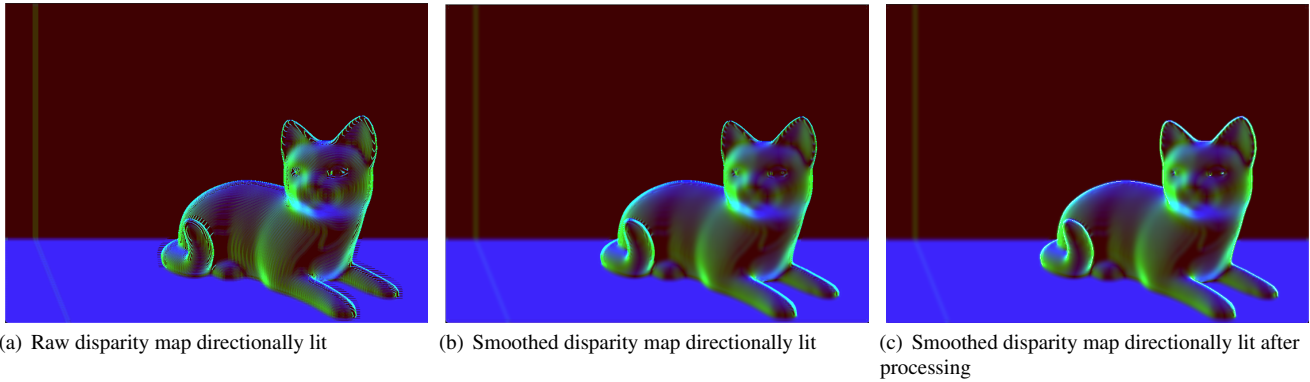 (a) Raw disparity map directionally lit
(b) Smoothed disparity map directionally lit
(c) Smoothed disparity map directionally lit after
processing